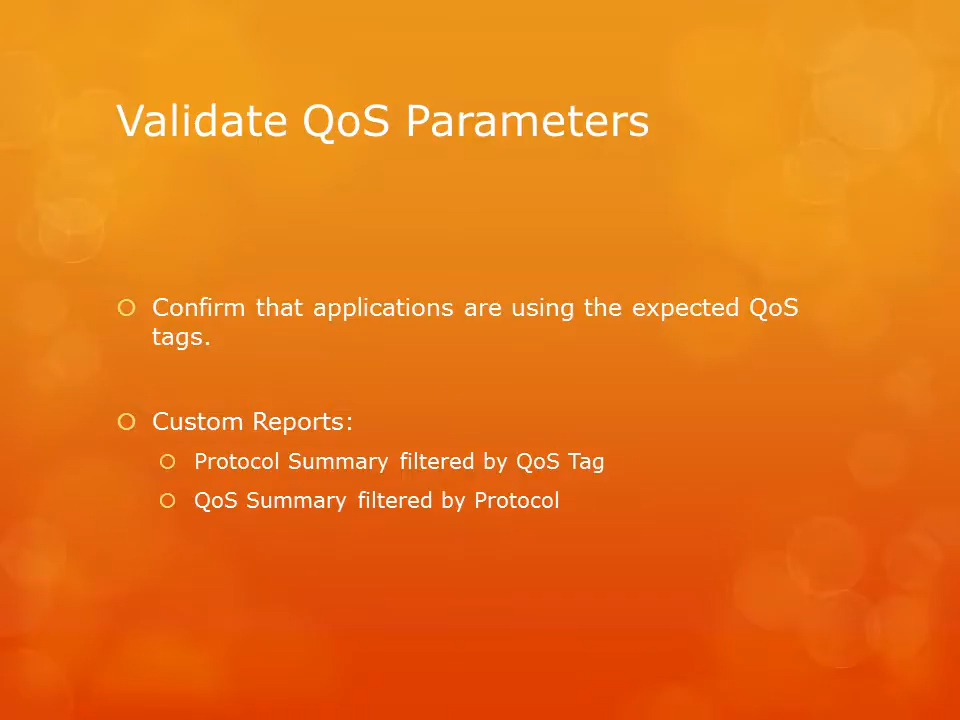 Validate QoS Parameters
Confirm that applications are using the expected QoS
tags.
Custom Reports:
Protocol Summary filtered by QoS Tag
QoS Summary filtered by Protocol